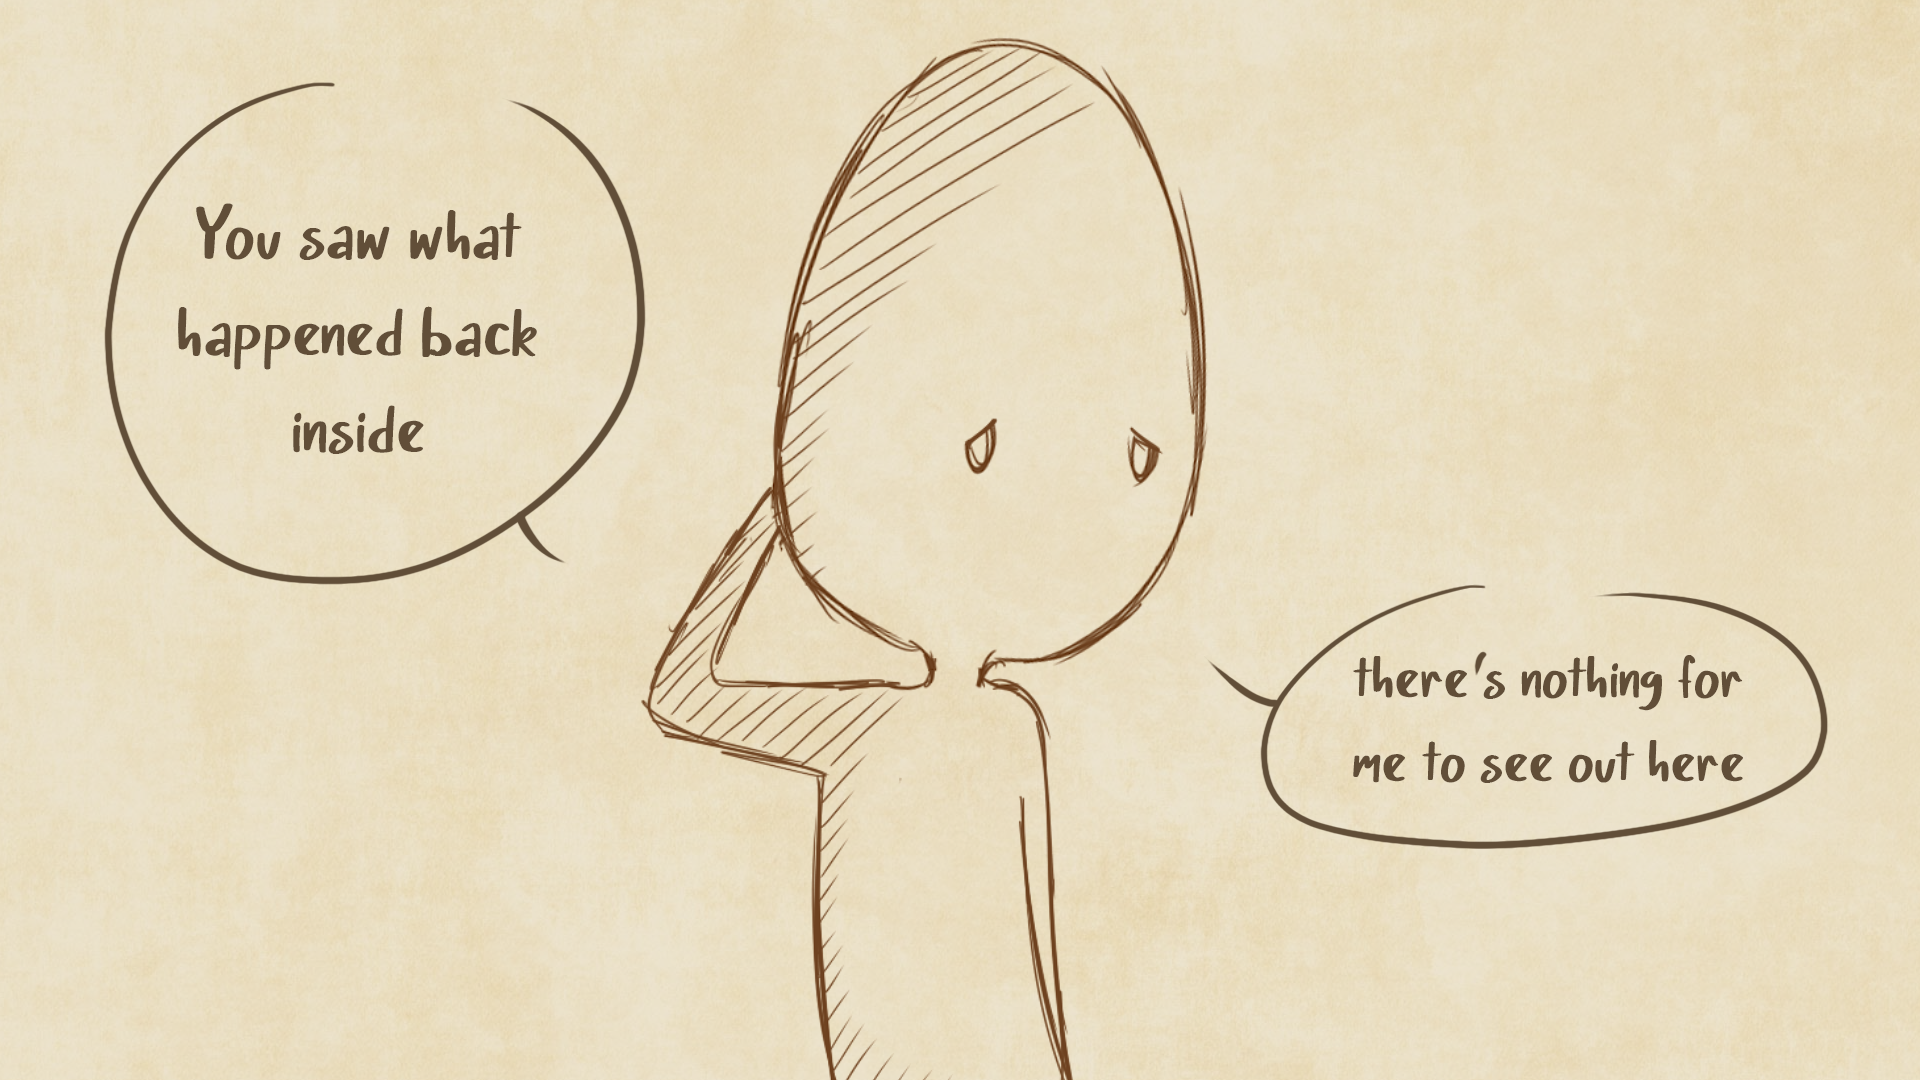 You saw what
happened back
inside
there's nothing for
me to see out here